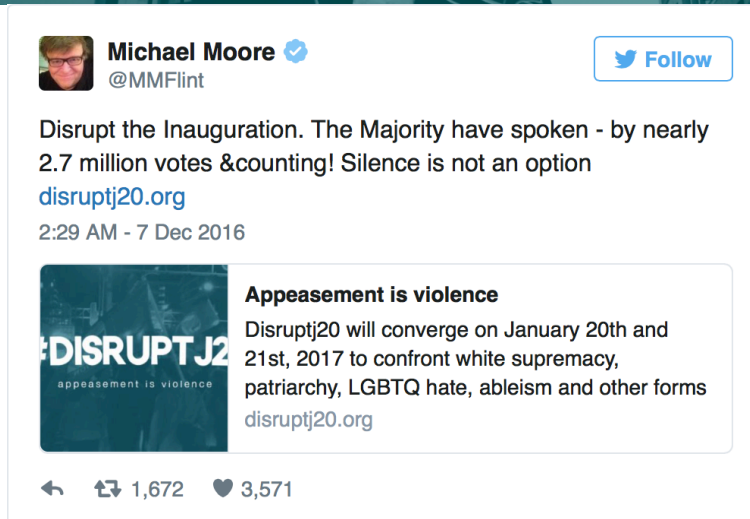 Michael Moore
@MMFlint
Follow
Disrupt the Inauguration. The Majority have spoken - by nearly
2.7 million votes &counting! Silence is not an option
disruptj20.org
2:29 AM - 7 Dec 2016
#DISRUPTJ2
appeasement is violence
Appeasement is violence
Disruptj20 will converge on January 20th and
21st, 2017 to confront white supremacy,
patriarchy, LGBTQ hate, ableism and other forms
disruptj20.org
1,672 3,571